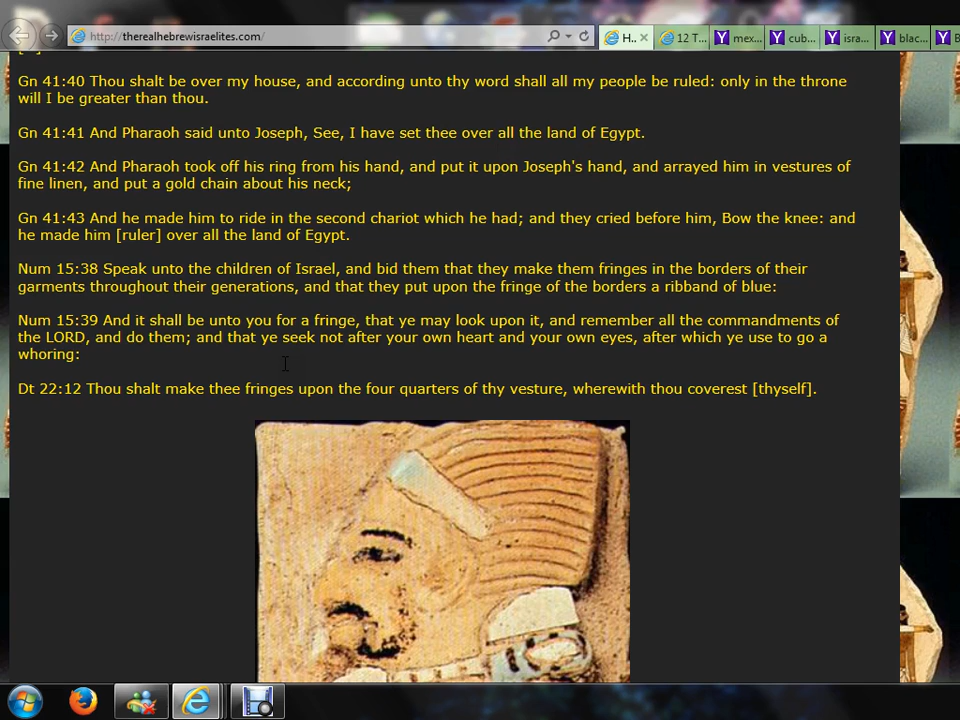 http://therealhebrewisraelites.com/
H..
12 T...
mex...
cub...
isra...
blac...
Gn 41:40 Thou shalt be over my house, and according unto thy word shall all my people be ruled: only in the throne
will I be greater than thou.
Gn 41:41 And Pharaoh said unto Joseph, See, I have set thee over all the land of Egypt.
Gn 41:42 And Pharaoh took off his ring from his hand, and put it upon Joseph's hand, and arrayed him in vestures of
fine linen, and put a gold chain about his neck;
Gn 41:43 And he made him to ride in the second chariot which he had; and they cried before him, Bow the knee: and
he made him [ruler] over all the land of Egypt.
Num 15:38 Speak unto the children of Israel, and bid them that they make them fringes in the borders of their
garments throughout their generations, and that they put upon the fringe of the borders a ribband of blue:
Num 15:39 And it shall be unto you for a fringe, that ye may look upon it, and remember all the commandments of
the LORD, and do them; and that ye seek not after your own heart and your own eyes, after which ye use to go a
whoring:
Dt 22:12 Thou shalt make thee fringes upon the four quarters of thy vesture, wherewith thou coverest [thyself].